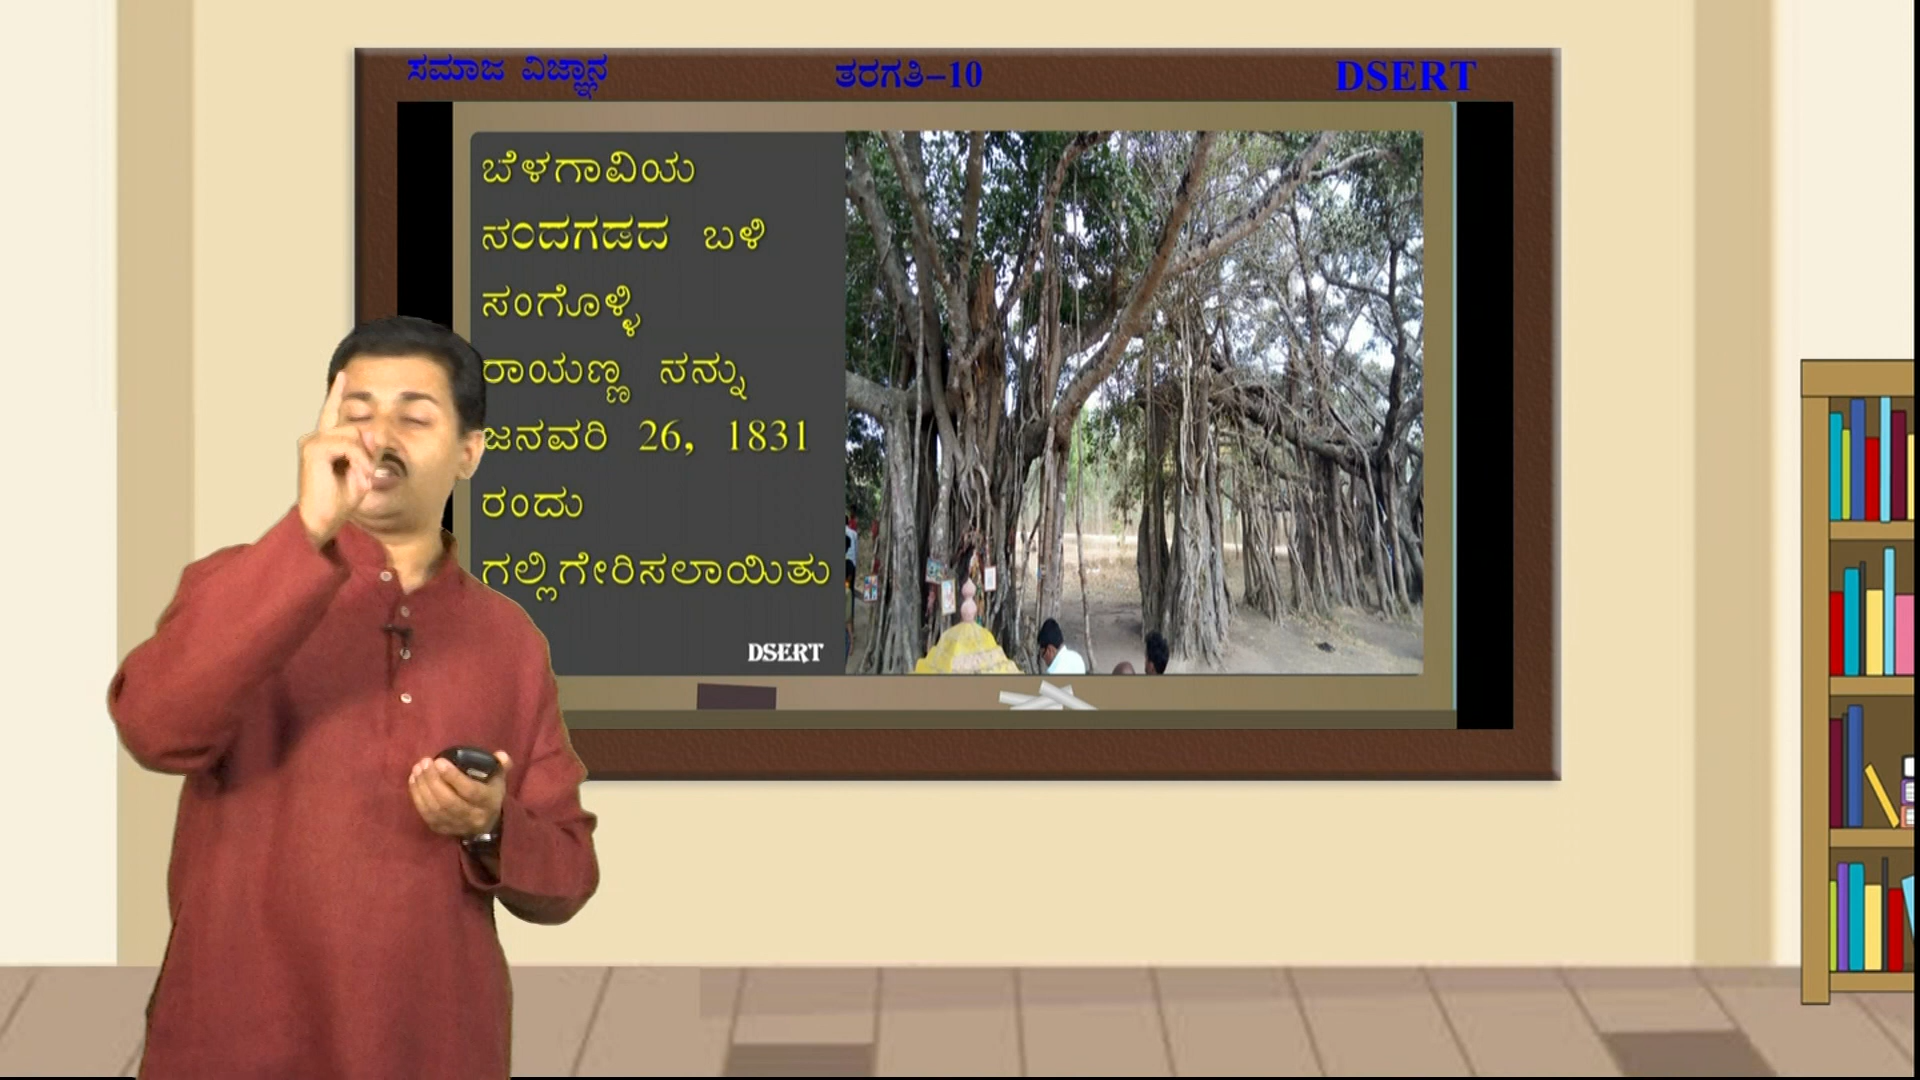 ಸಮಾಜ ವಿಜ್ಞಾನ ತರಗತಿ-10 DSERT
ಬೆಳಗಾವಿಯ
ನಂದಗಡದ ಬಳಿ
ಸಂಗೊಳ್ಳಿ
ರಾಯಣ್ಣ ನನ್ನು
ಜನವರಿ 26, 1831
ರಂದು
ಗಲ್ಲಿಗೇರಿಸಲಾಯಿತು
DSERT